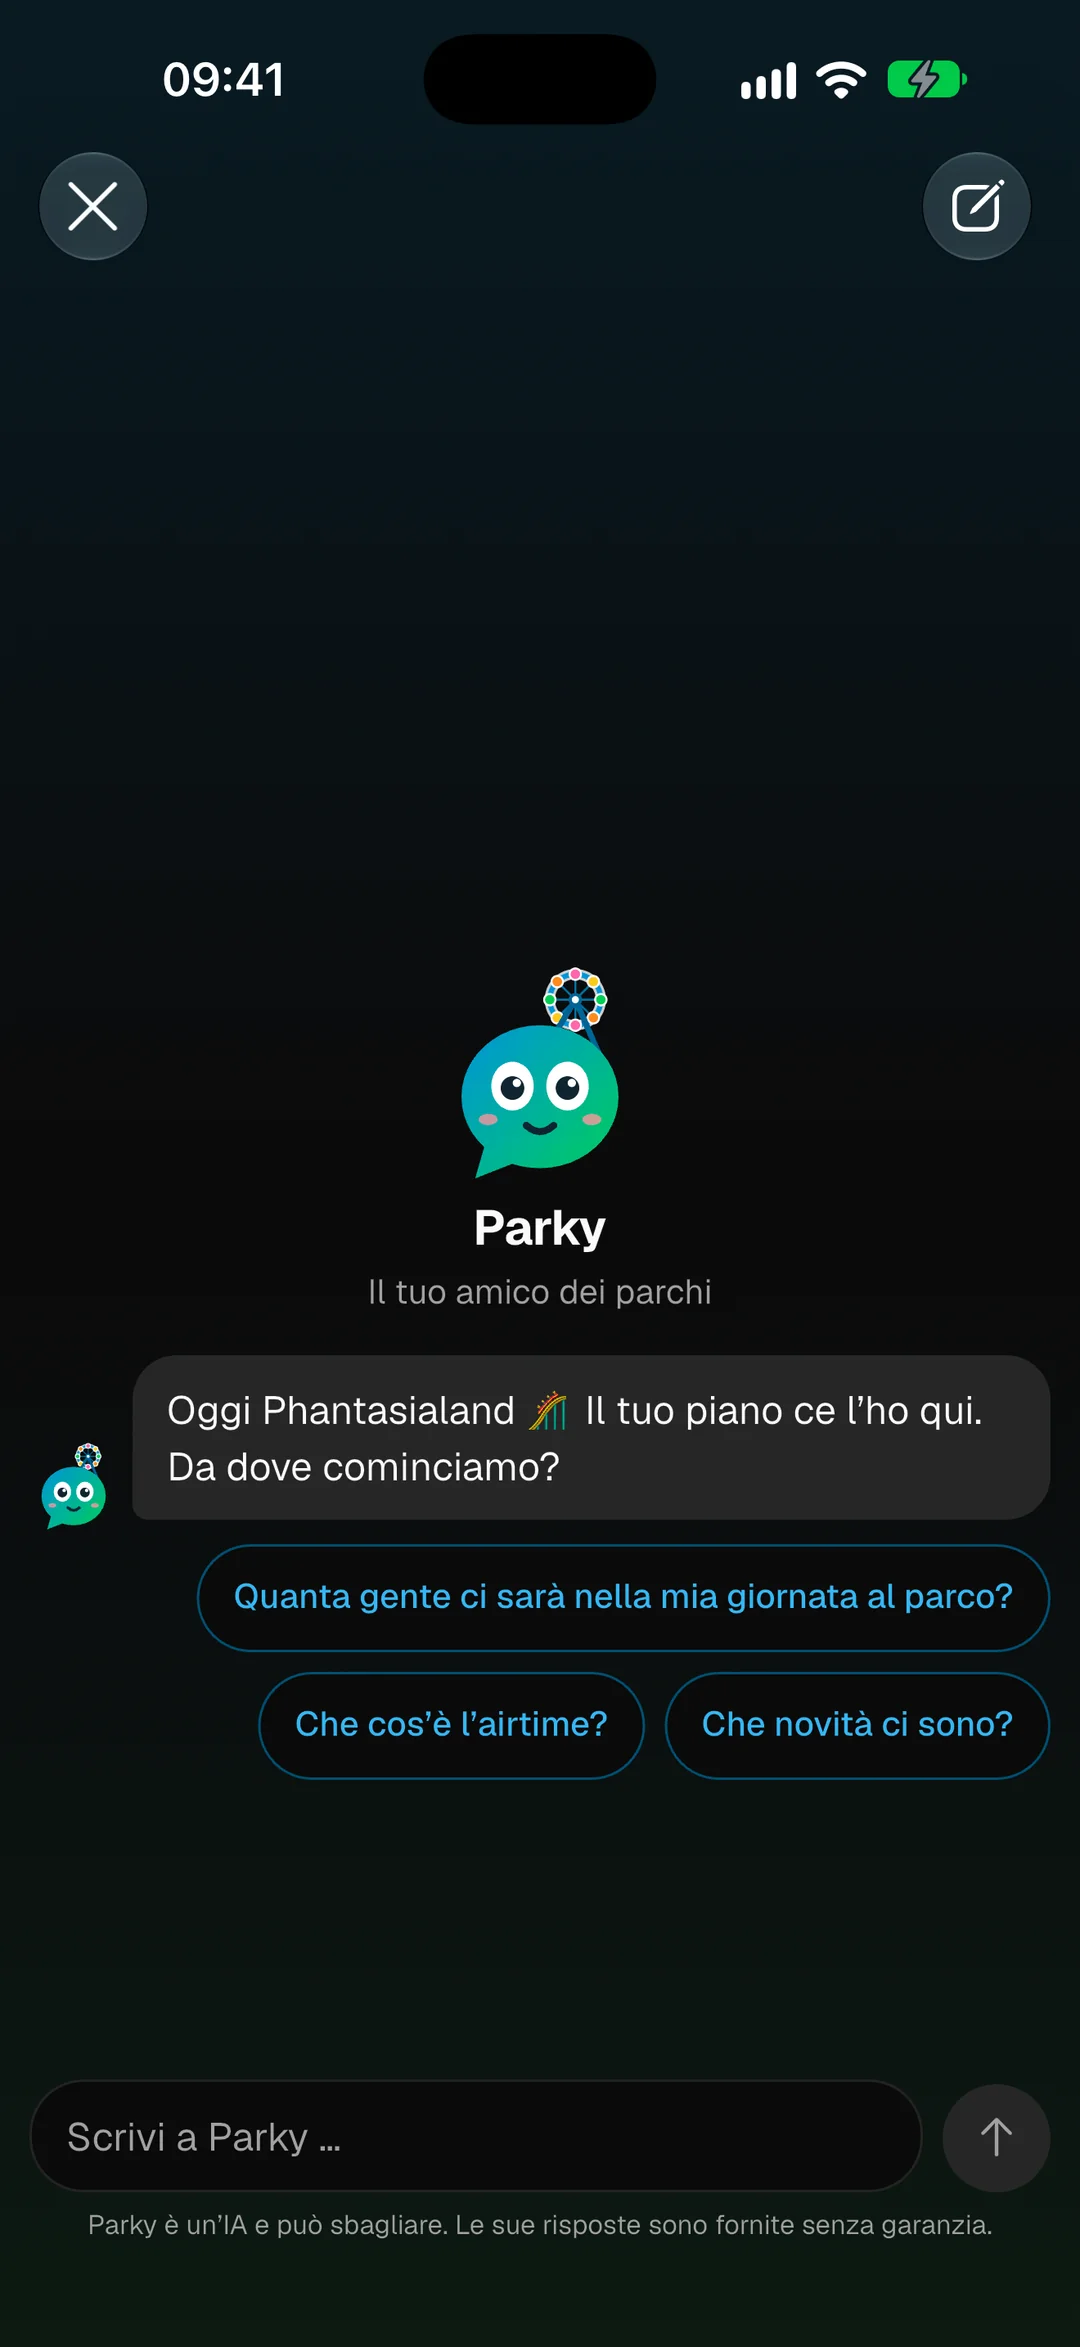 09:41
Parky
Il tuo amico dei parchi
Oggi Phantasialand 🎢 Il tuo piano ce l’ho qui.
Da dove cominciamo?
Quanta gente ci sarà nella mia giornata al parco?
Che cos’è l’airtime?
Che novità ci sono?
Scrivi a Parky …
Parky è un’IA e può sbagliare. Le sue risposte sono fornite senza garanzia.